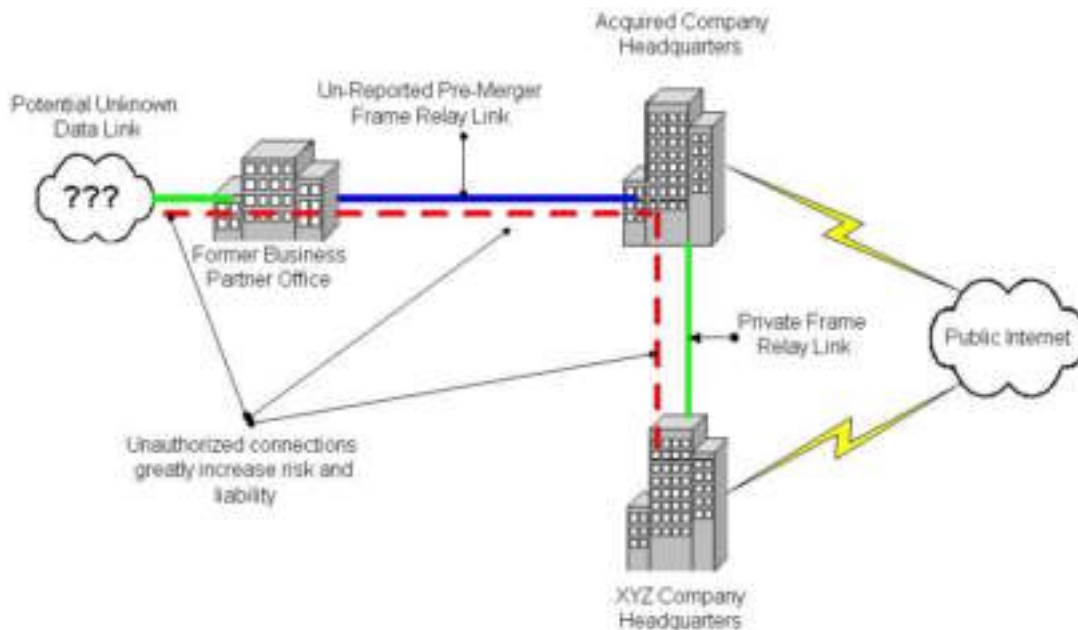 Acquired Company
Headquarters
Un-Reported Pre-Merger
Frame Relay Link
Potential Unknown
Data Link
???
Former Business
Partner Office
Private Frame
Relay Link
Public Internet
Unauthorized connections
greatly increase risk and
liability
XYZ Company
Headquarters